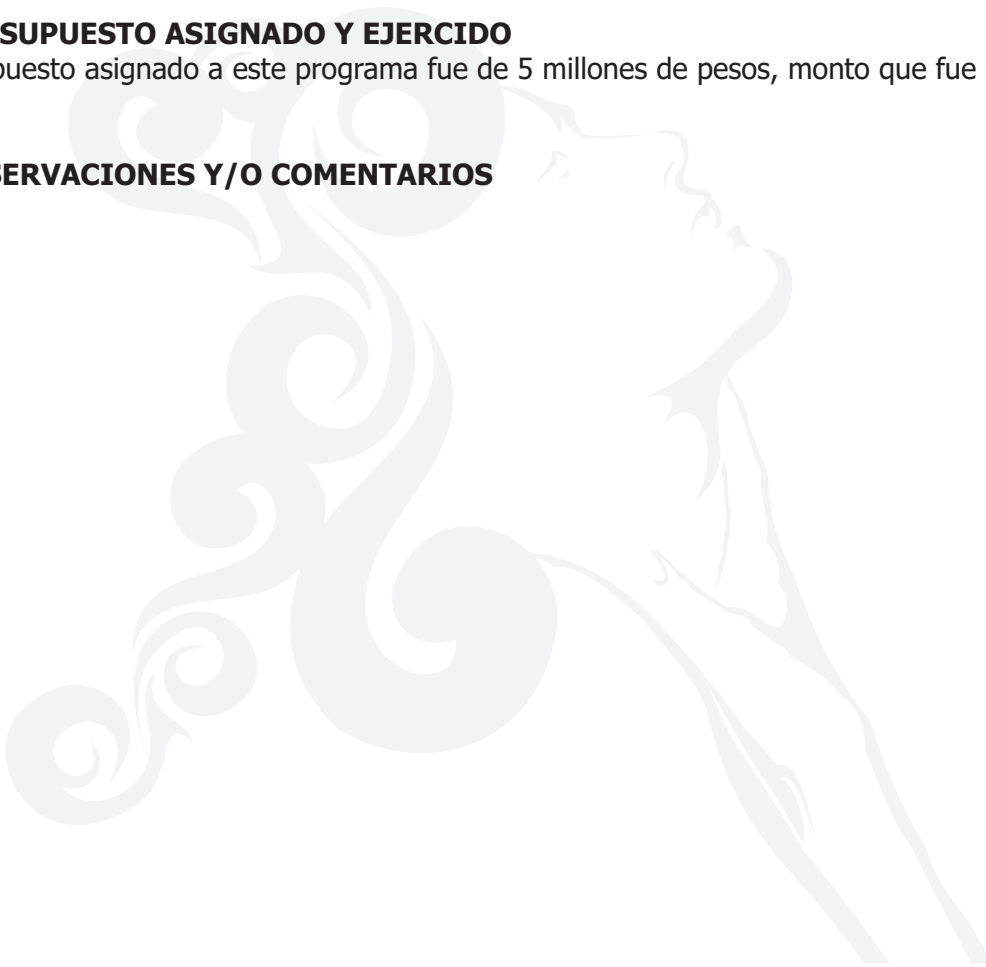 SUPUESTO ASIGNADO Y EJERCIDO
puesto asignado a este programa fue de 5 millones de pesos, monto que fue
SERVACIONES Y/O COMENTARIOS